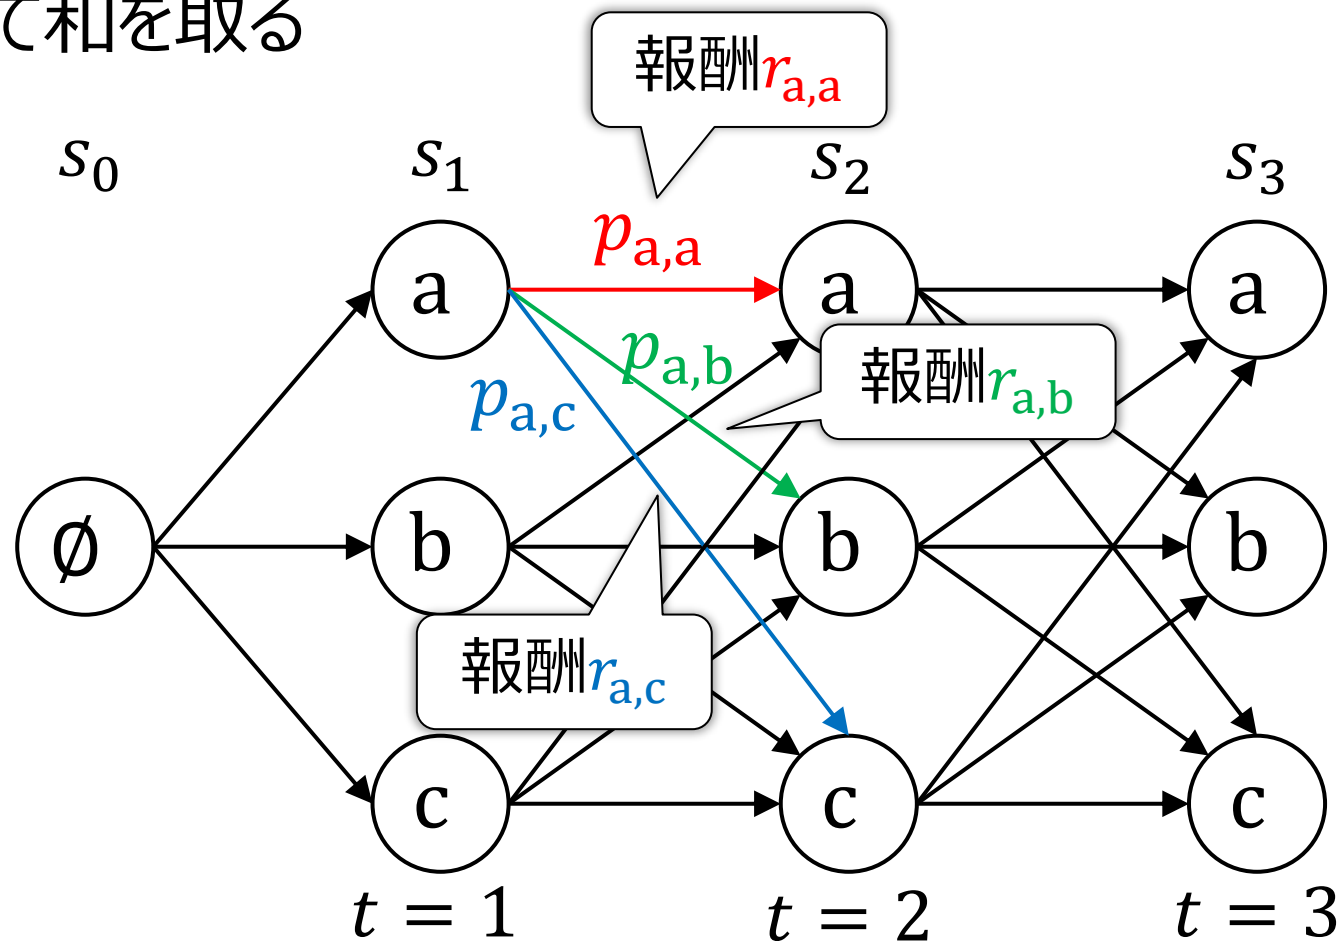 て和を取る
報酬r_{a,a}
s_0 s_1 s_2 s_3
p_{a,a}
a a a
p_{a,b}
報酬r_{a,b}
p_{a,c}
∅ b b b
報酬r_{a,c}
c c c
t = 1 t = 2 t = 3